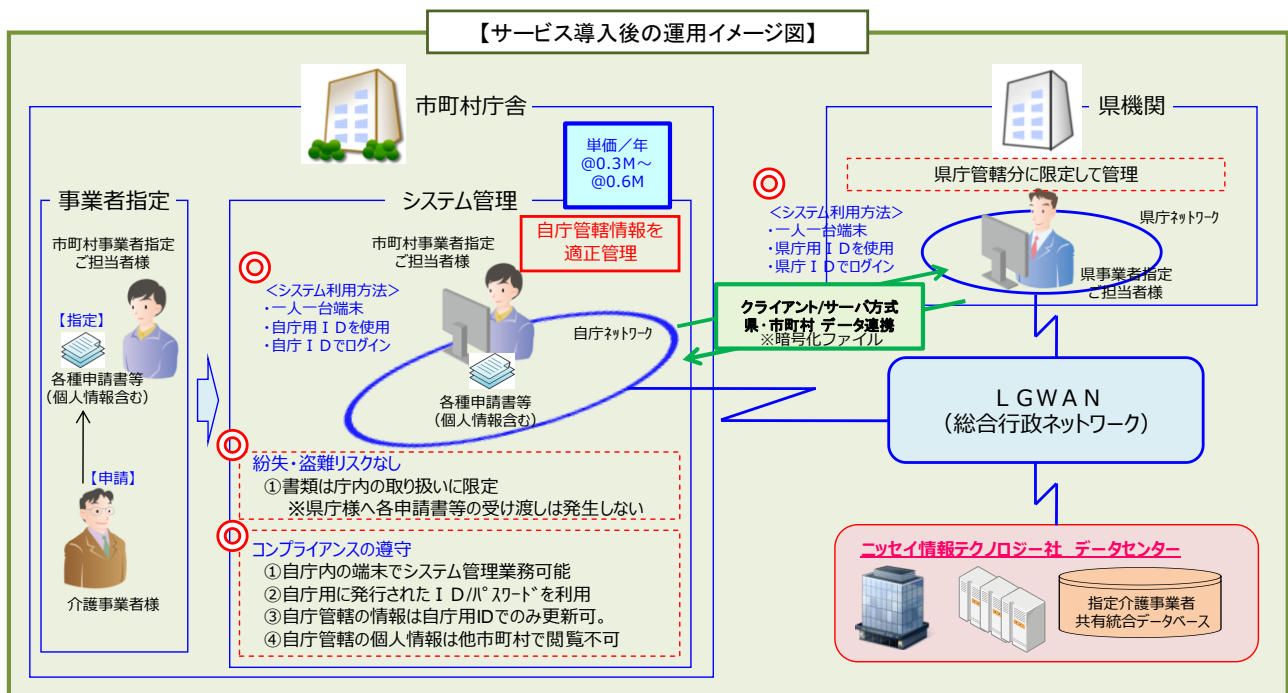 【サービス導入後の運用イメージ図】
市町村庁舎
県機関
単価／年
@0.3M～
@0.6M
県庁管轄分に限定して管理
事業者指定
システム管理
＜システム利用方法＞
・一人一台端末
・県庁用ＩＤを使用
・県庁ＩＤでログイン
県庁ネットワーク
県事業者指定
ご担当者様
市町村事業者指定
ご担当者様
市町村事業者指定
ご担当者様
自庁管轄情報を
適正管理
＜システム利用方法＞
・一人一台端末
・自庁用ＩＤを使用
・自庁ＩＤでログイン
クライアント/サーバ方式
県・市町村 データ連携
※暗号化ファイル
【指定】
各種申請書等
（個人情報含む）
自庁ネットワーク
各種申請書等
（個人情報含む）
ＬＧＷＡＮ
（総合行政ネットワーク）
紛失・盗難リスクなし
①書類は庁内の取り扱いに限定
※県庁様へ各申請書等の受け渡しは発生しない
【申請】
介護事業者様
コンプライアンスの遵守
①自庁内の端末でシステム管理業務可能
②自庁用に発行されたＩＤ/ﾊﾟｽﾜｰﾄﾞを利用
③自庁管轄の情報は自庁用IDでのみ更新可。
④自庁管轄の個人情報は他市町村で閲覧不可
ニッセイ情報テクノロジー社 データセンター
指定介護事業者
共有統合データベース